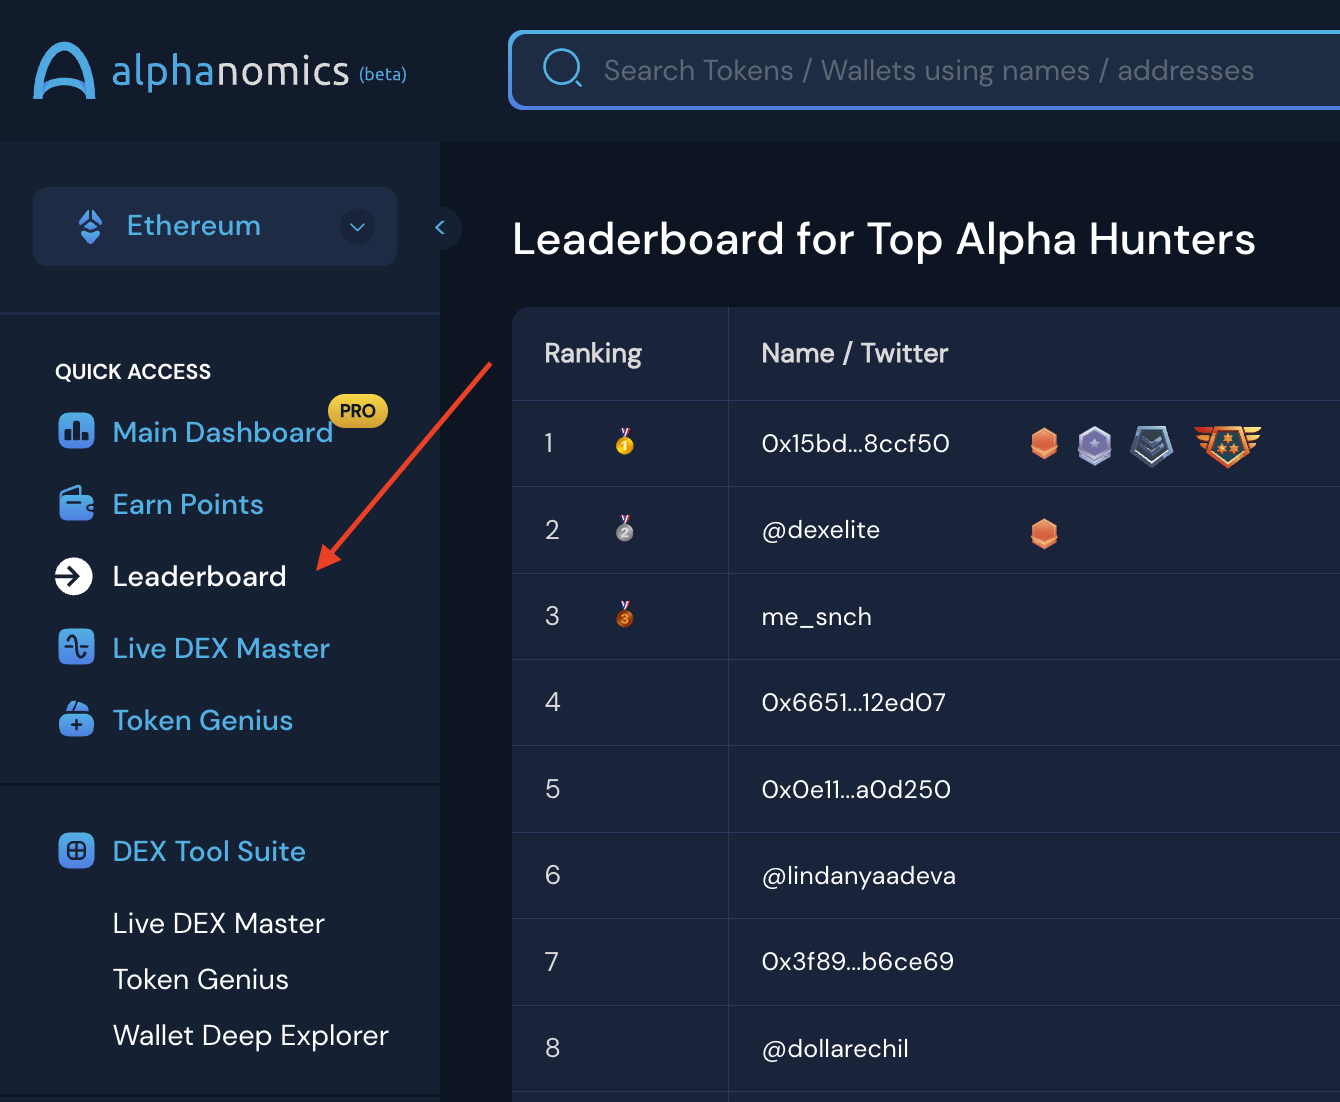 alphanomics (beta)
Search Tokens / Wallets using names / addresses
Ethereum
QUICK ACCESS
Main Dashboard PRO
Earn Points
Leaderboard
Live DEX Master
Token Genius
DEX Tool Suite
Live DEX Master
Token Genius
Wallet Deep Explorer
Leaderboard for Top Alpha Hunters
Ranking Name / Twitter
1 1 0x15bd...8ccf50
2 2 @dexelite
3 3 me_snch
4 0x6651...12ed07
5 0x0e11...a0d250
6 @lindanyaadeva
7 0x3f89...b6ce69
8 @dollarechil